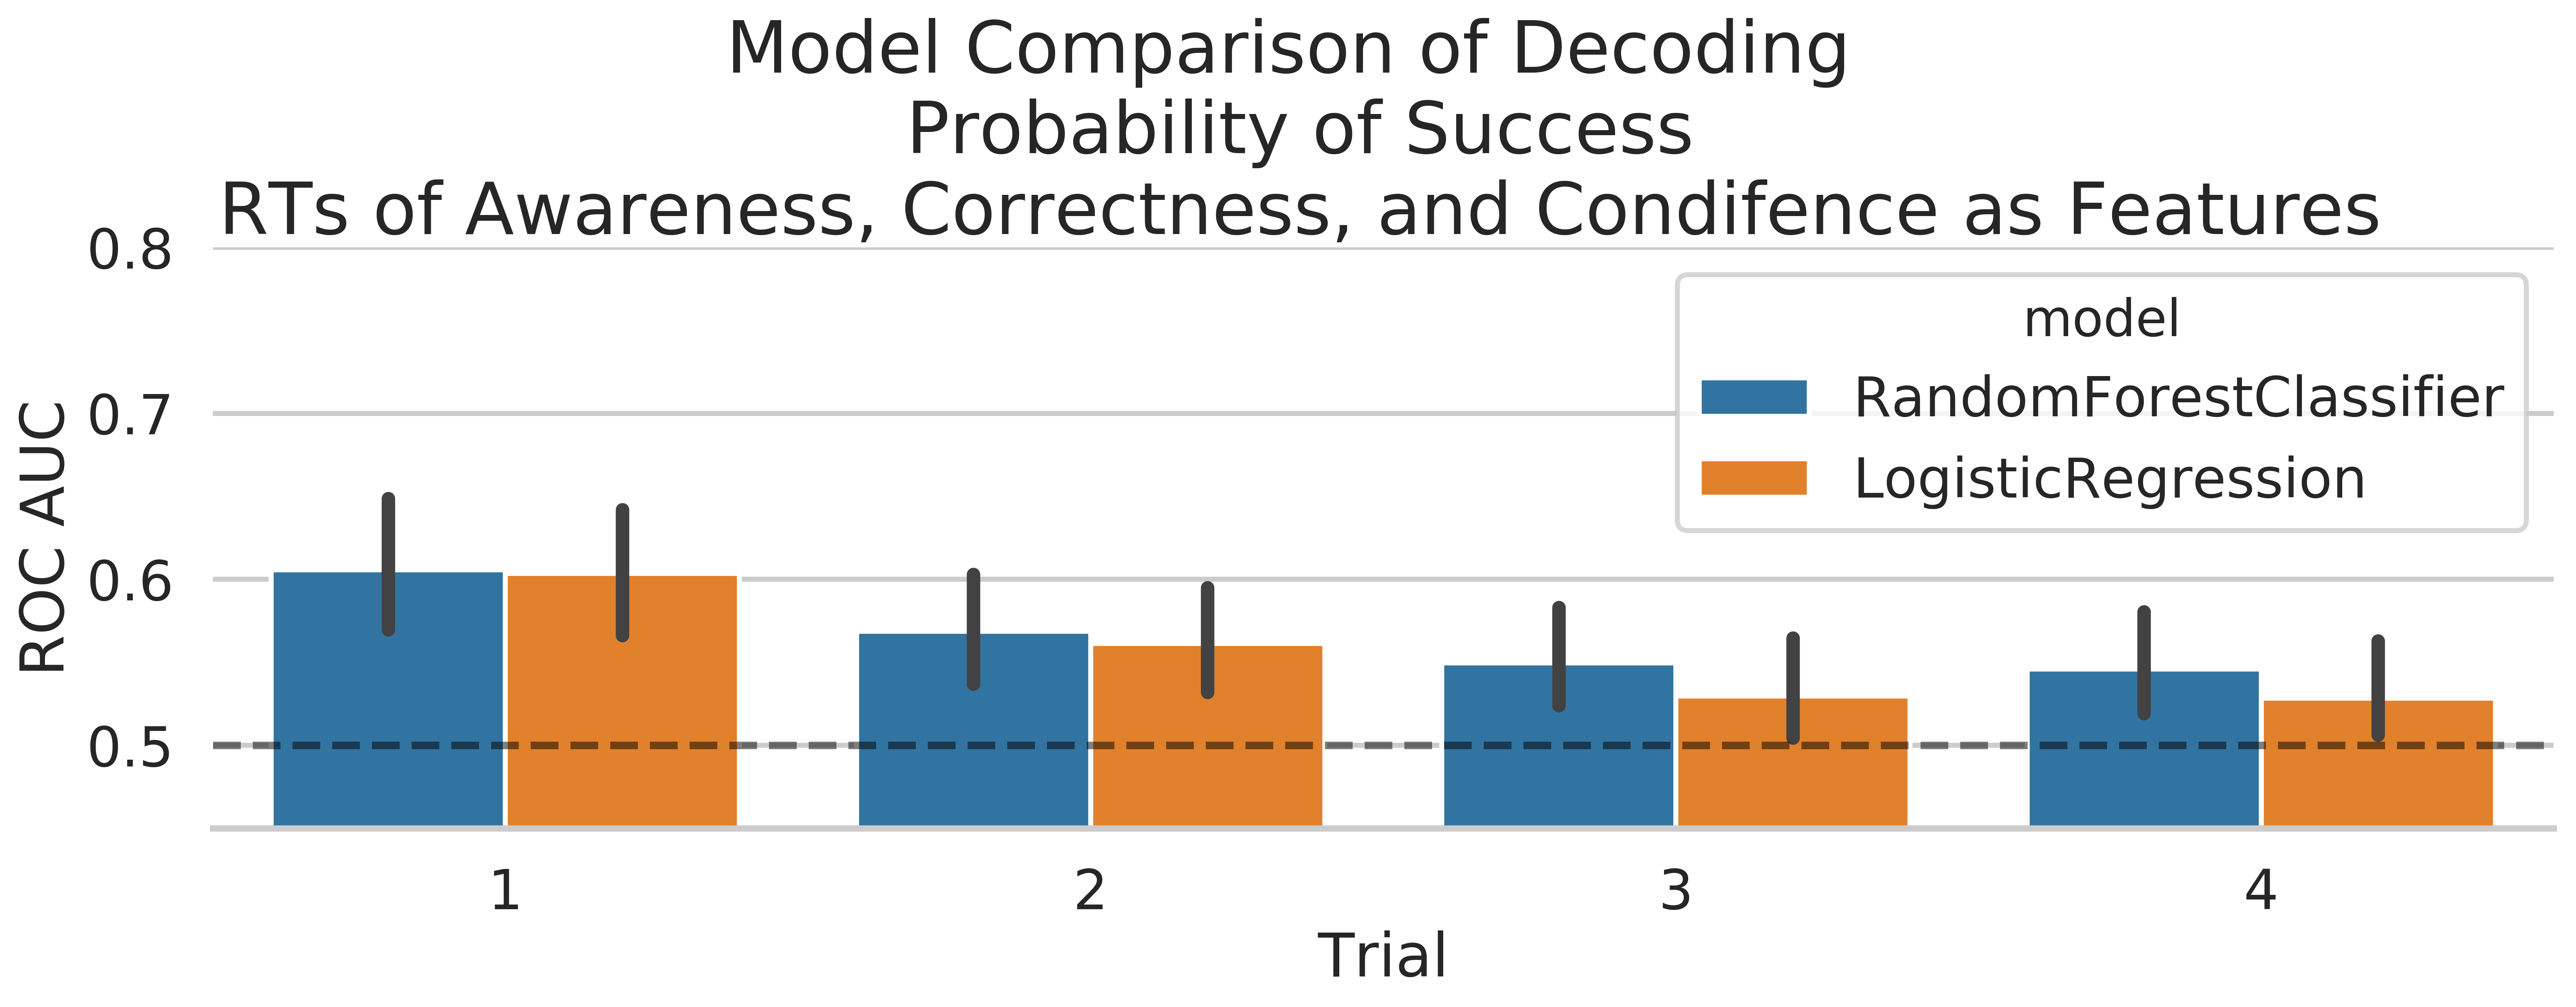 Model Comparison of Decoding
Probability of Success
RTs of Awareness, Correctness, and Condifence as Features
0.8
0.7
0.6
0.5
ROC AUC
model
RandomForestClassifier
LogisticRegression
1 2 3 4
Trial